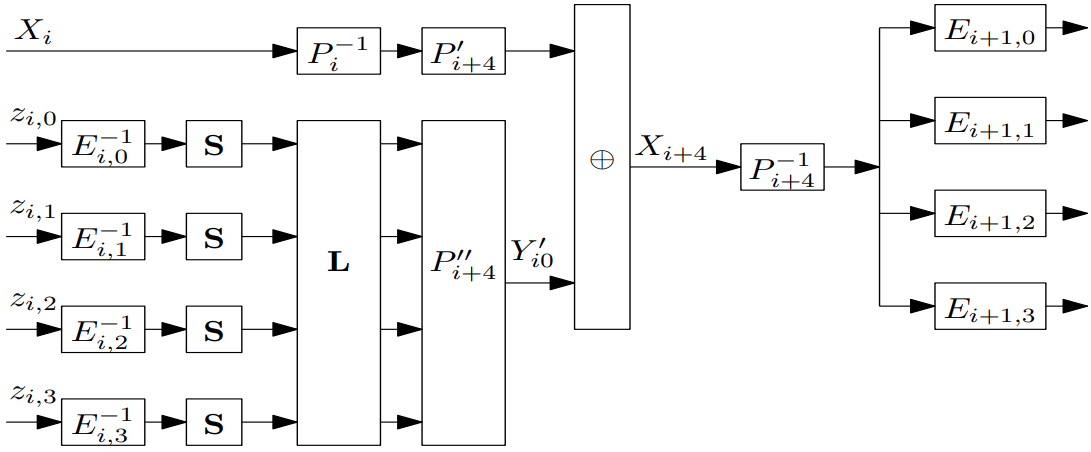 X_i P_i^{-1} P'_{i+4} E_{i+1,0}
z_{i,0} E_{i,0}^{-1} S E_{i+1,1}
⊕ X_{i+4} P_{i+4}^{-1}
z_{i,1} E_{i,1}^{-1} S L P''_{i+4} Y'_{i0} E_{i+1,2}
z_{i,2} E_{i,2}^{-1} S E_{i+1,3}
z_{i,3} E_{i,3}^{-1} S